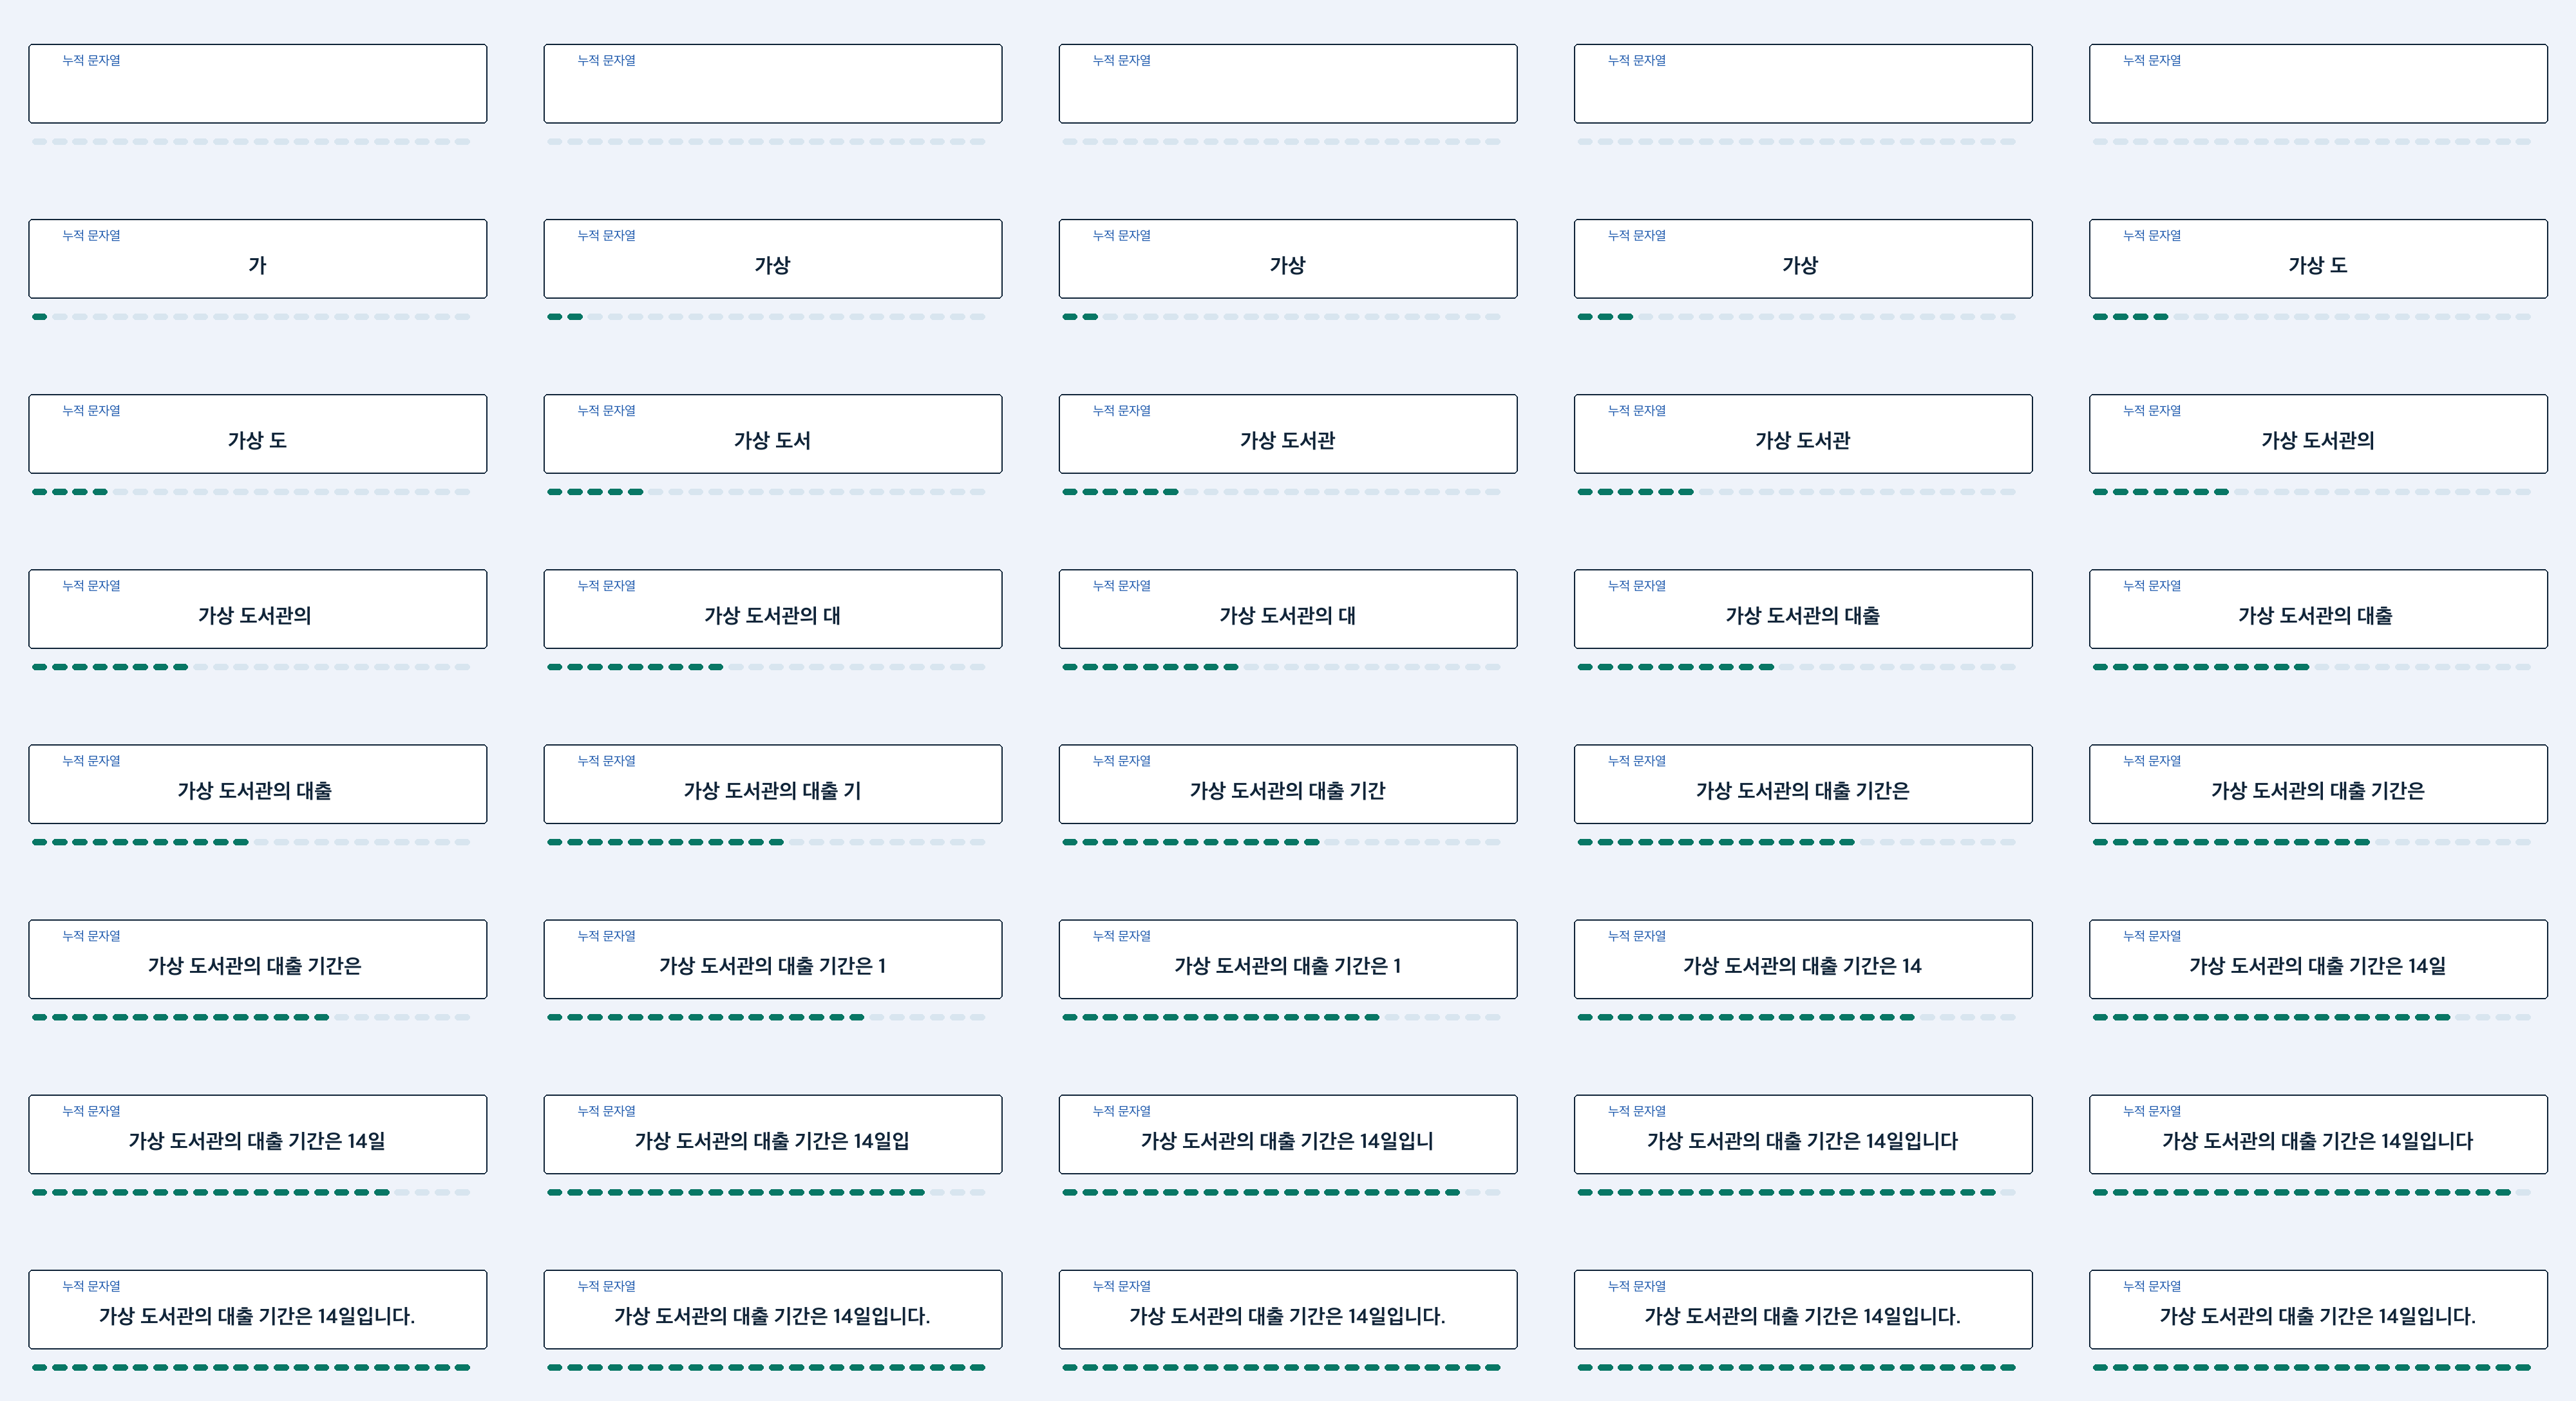 누적 문자열
누적 문자열
누적 문자열
누적 문자열
누적 문자열
누적 문자열
가
누적 문자열
가상
누적 문자열
가상
누적 문자열
가상
누적 문자열
가상 도
누적 문자열
가상 도
누적 문자열
가상 도서
누적 문자열
가상 도서관
누적 문자열
가상 도서관
누적 문자열
가상 도서관의
누적 문자열
가상 도서관의
누적 문자열
가상 도서관의 대
누적 문자열
가상 도서관의 대
누적 문자열
가상 도서관의 대출
누적 문자열
가상 도서관의 대출
누적 문자열
가상 도서관의 대출
누적 문자열
가상 도서관의 대출 기
누적 문자열
가상 도서관의 대출 기간
누적 문자열
가상 도서관의 대출 기간은
누적 문자열
가상 도서관의 대출 기간은
누적 문자열
가상 도서관의 대출 기간은
누적 문자열
가상 도서관의 대출 기간은 1
누적 문자열
가상 도서관의 대출 기간은 1
누적 문자열
가상 도서관의 대출 기간은 14
누적 문자열
가상 도서관의 대출 기간은 14일
누적 문자열
가상 도서관의 대출 기간은 14일
누적 문자열
가상 도서관의 대출 기간은 14일입
누적 문자열
가상 도서관의 대출 기간은 14일입니
누적 문자열
가상 도서관의 대출 기간은 14일입니다
누적 문자열
가상 도서관의 대출 기간은 14일입니다
누적 문자열
가상 도서관의 대출 기간은 14일입니다.
누적 문자열
가상 도서관의 대출 기간은 14일입니다.
누적 문자열
가상 도서관의 대출 기간은 14일입니다.
누적 문자열
가상 도서관의 대출 기간은 14일입니다.
누적 문자열
가상 도서관의 대출 기간은 14일입니다.